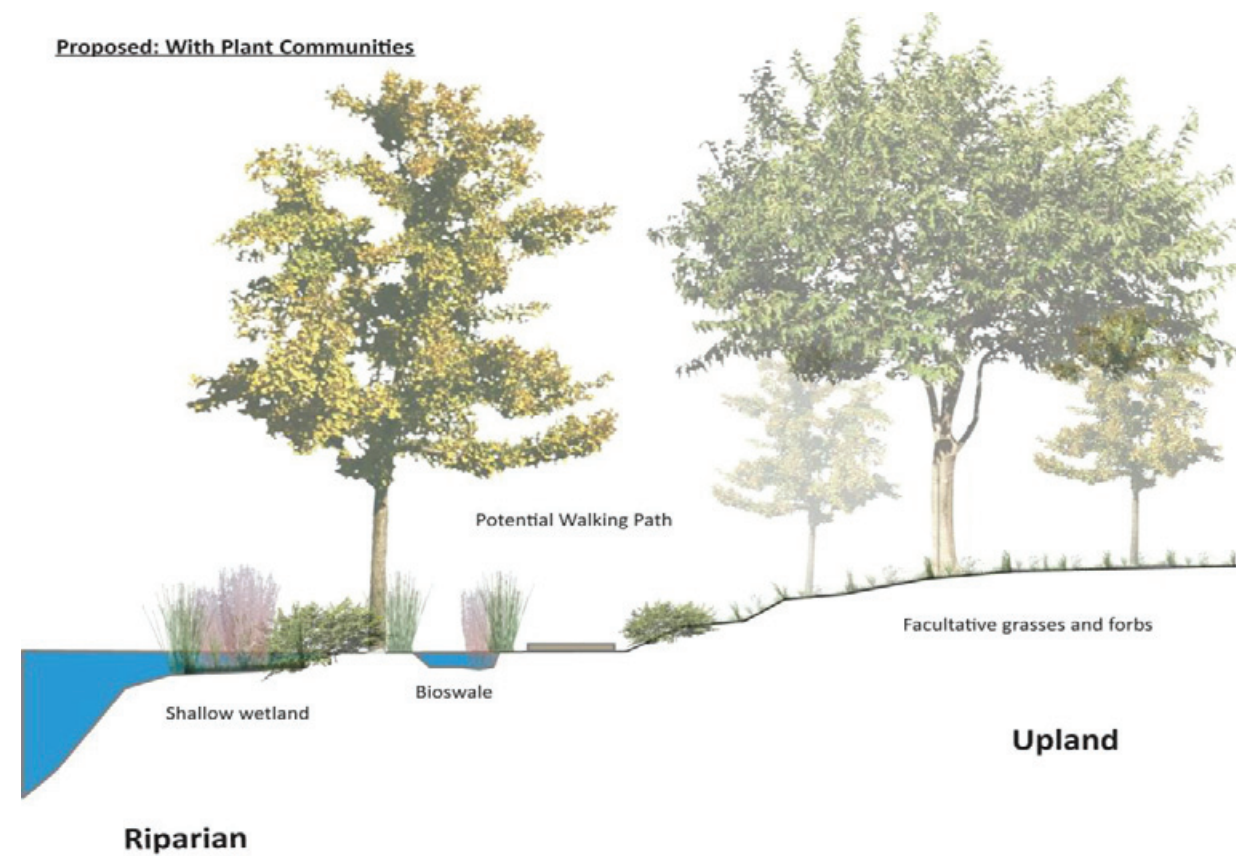 Proposed: With Plant Communities
Potential Walking Path
Facultative grasses and forbs
Bioswale
Shallow wetland
Upland
Riparian